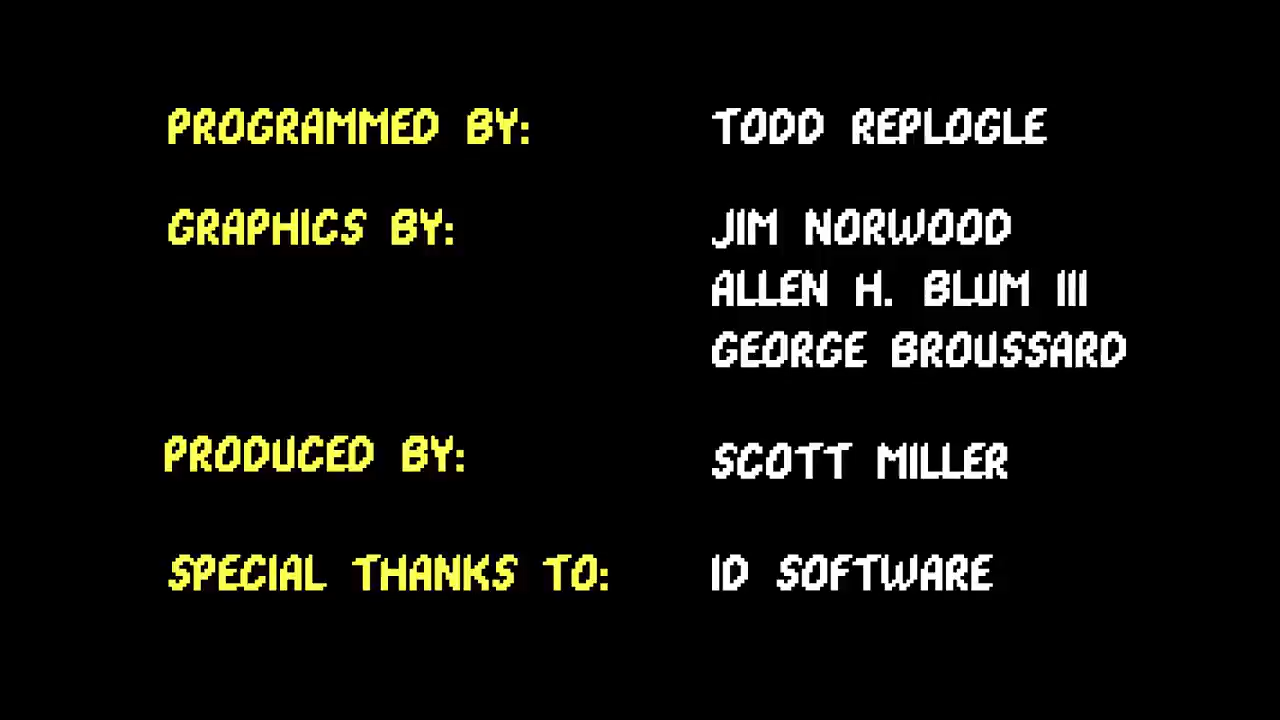 PROGRAMMED BY: TODD REPLOGLE
GRAPHICS BY: JIM NORWOOD
ALLEN H. BLUM III
GEORGE BROUSSARD
PRODUCED BY: SCOTT MILLER
SPECIAL THANKS TO: ID SOFTWARE